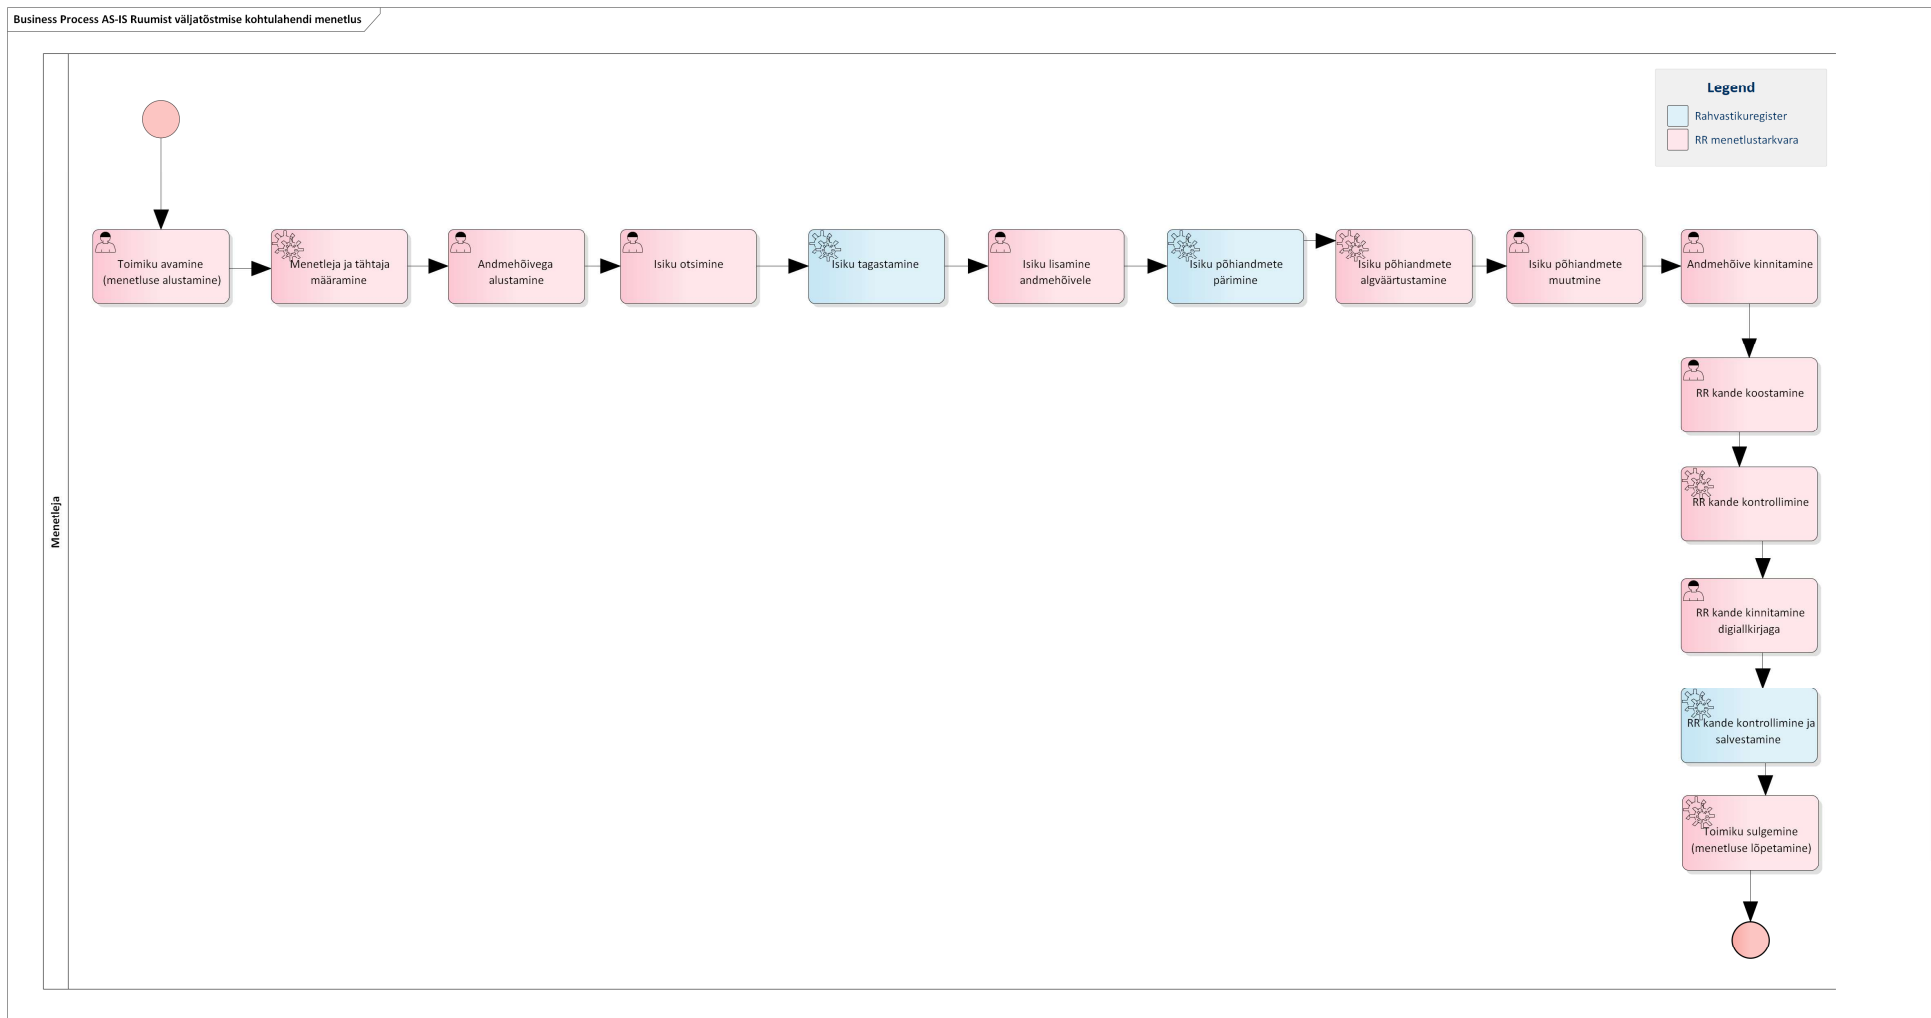 Business Process AS-IS Ruumist väljatõstmise kohtulahendi menetlus
Legend
Rahvastikuregister
RR menetlustarkvara
Menetleja
Toimiku avamine
(menetluse alustamine)
Menetleja ja tähtaja
määramine
Andmehõivega
alustamine
Isiku otsimine
Isiku tagastamine
Isiku lisamine
andmehõivele
Isiku põhiandmete
pärimine
Isiku põhiandmete
algväärtustamine
Isiku põhiandmete
muutmine
Andmehõive kinnitamine
RR kande koostamine
RR kande kontrollimine
RR kande kinnitamine
digiallkirjaga
RR kande kontrollimine ja
salvestamine
Toimiku sulgemine
(menetluse lõpetamine)